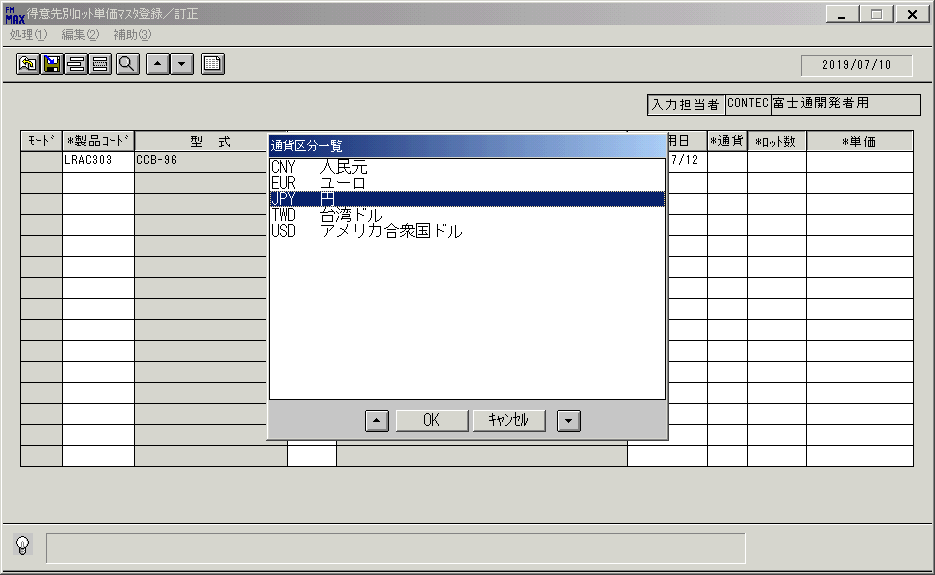 FM MAX 得意先別ﾛｯﾄ単価ﾏｽﾀ登録／訂正
処理(1) 編集(2) 補助(3)
2019/07/10
入力担当者 CONTEC 富士通開発者用
ﾓｰﾄﾞ *製品ｺｰﾄﾞ 型 式 用日 *通貨 *ﾛｯﾄ数 *単価
LRAC303 CCB-96 7/12
通貨区分一覧
CNY 人民元
EUR ユーロ
JPY 円
TWD 台湾ドル
USD アメリカ合衆国ドル
OK ｷｬﾝｾﾙ